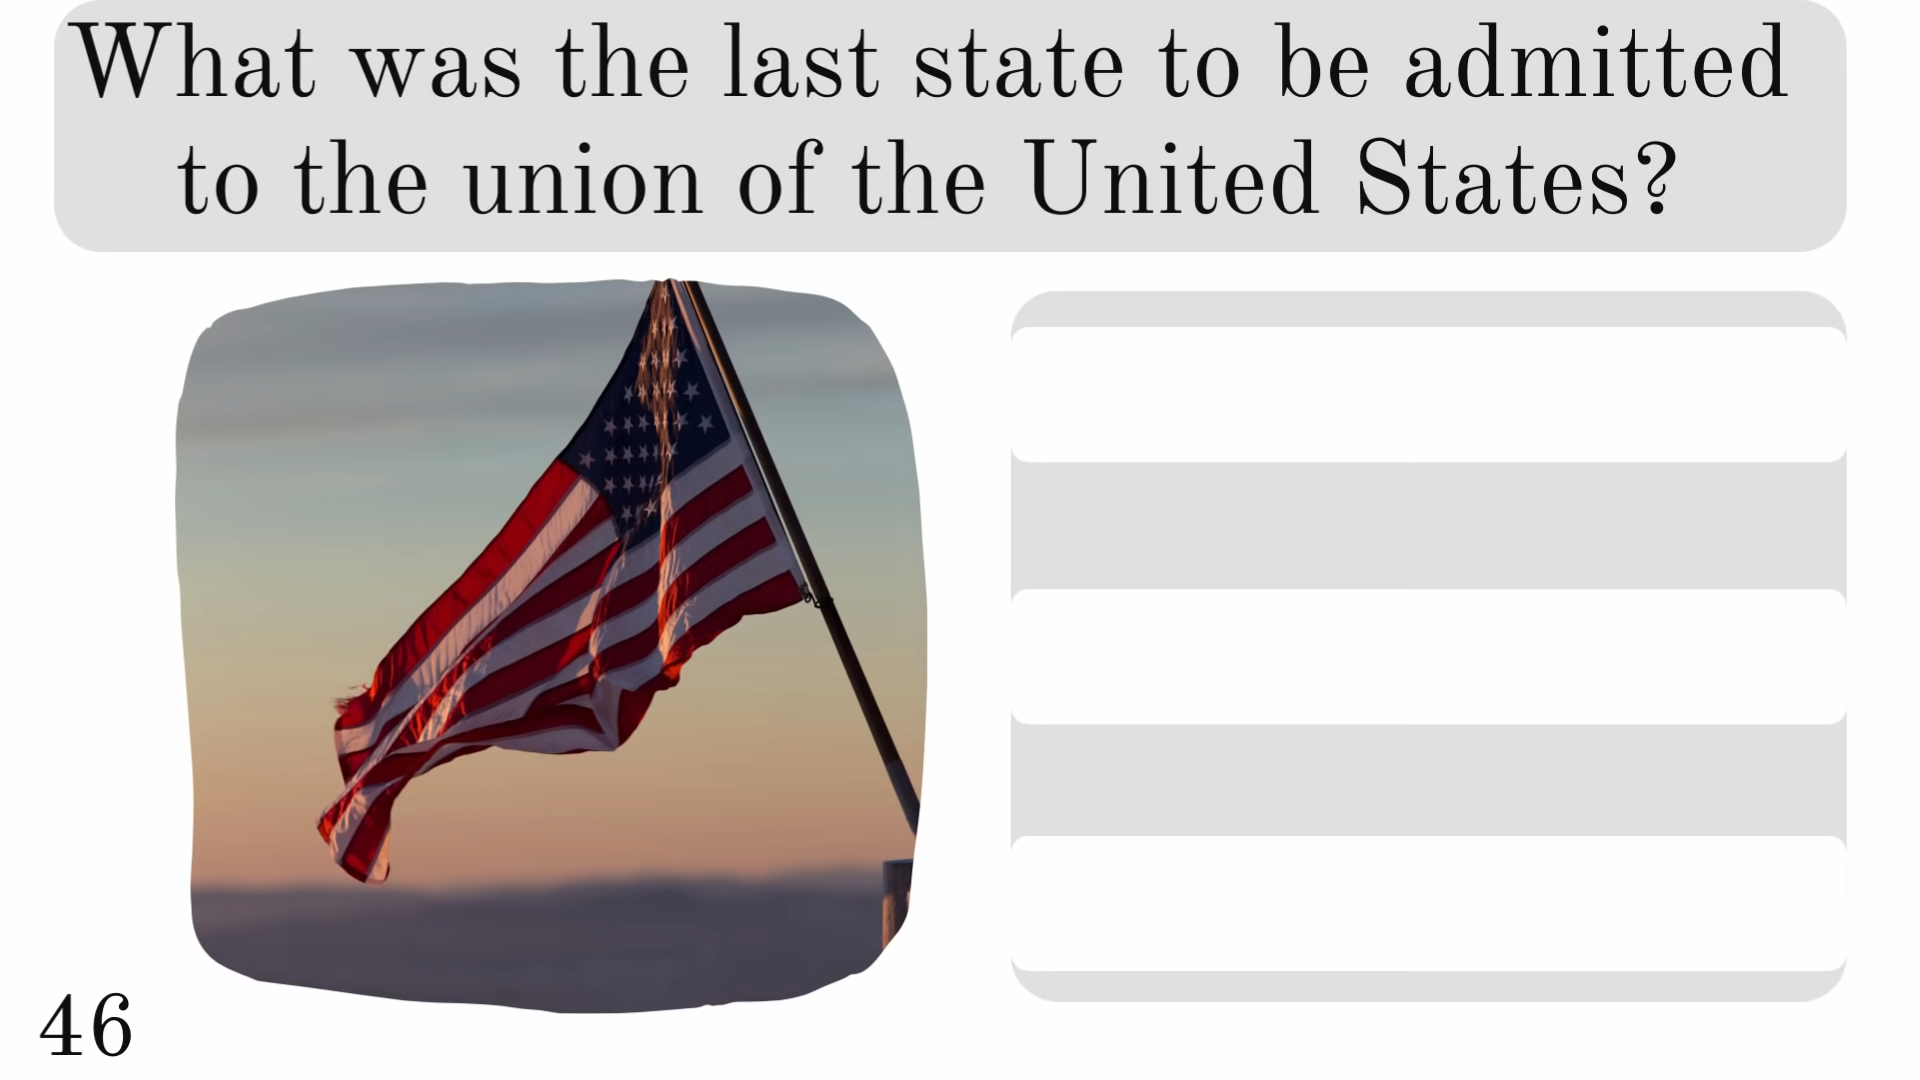 What was the last state to be admitted
to the union of the United States?
46